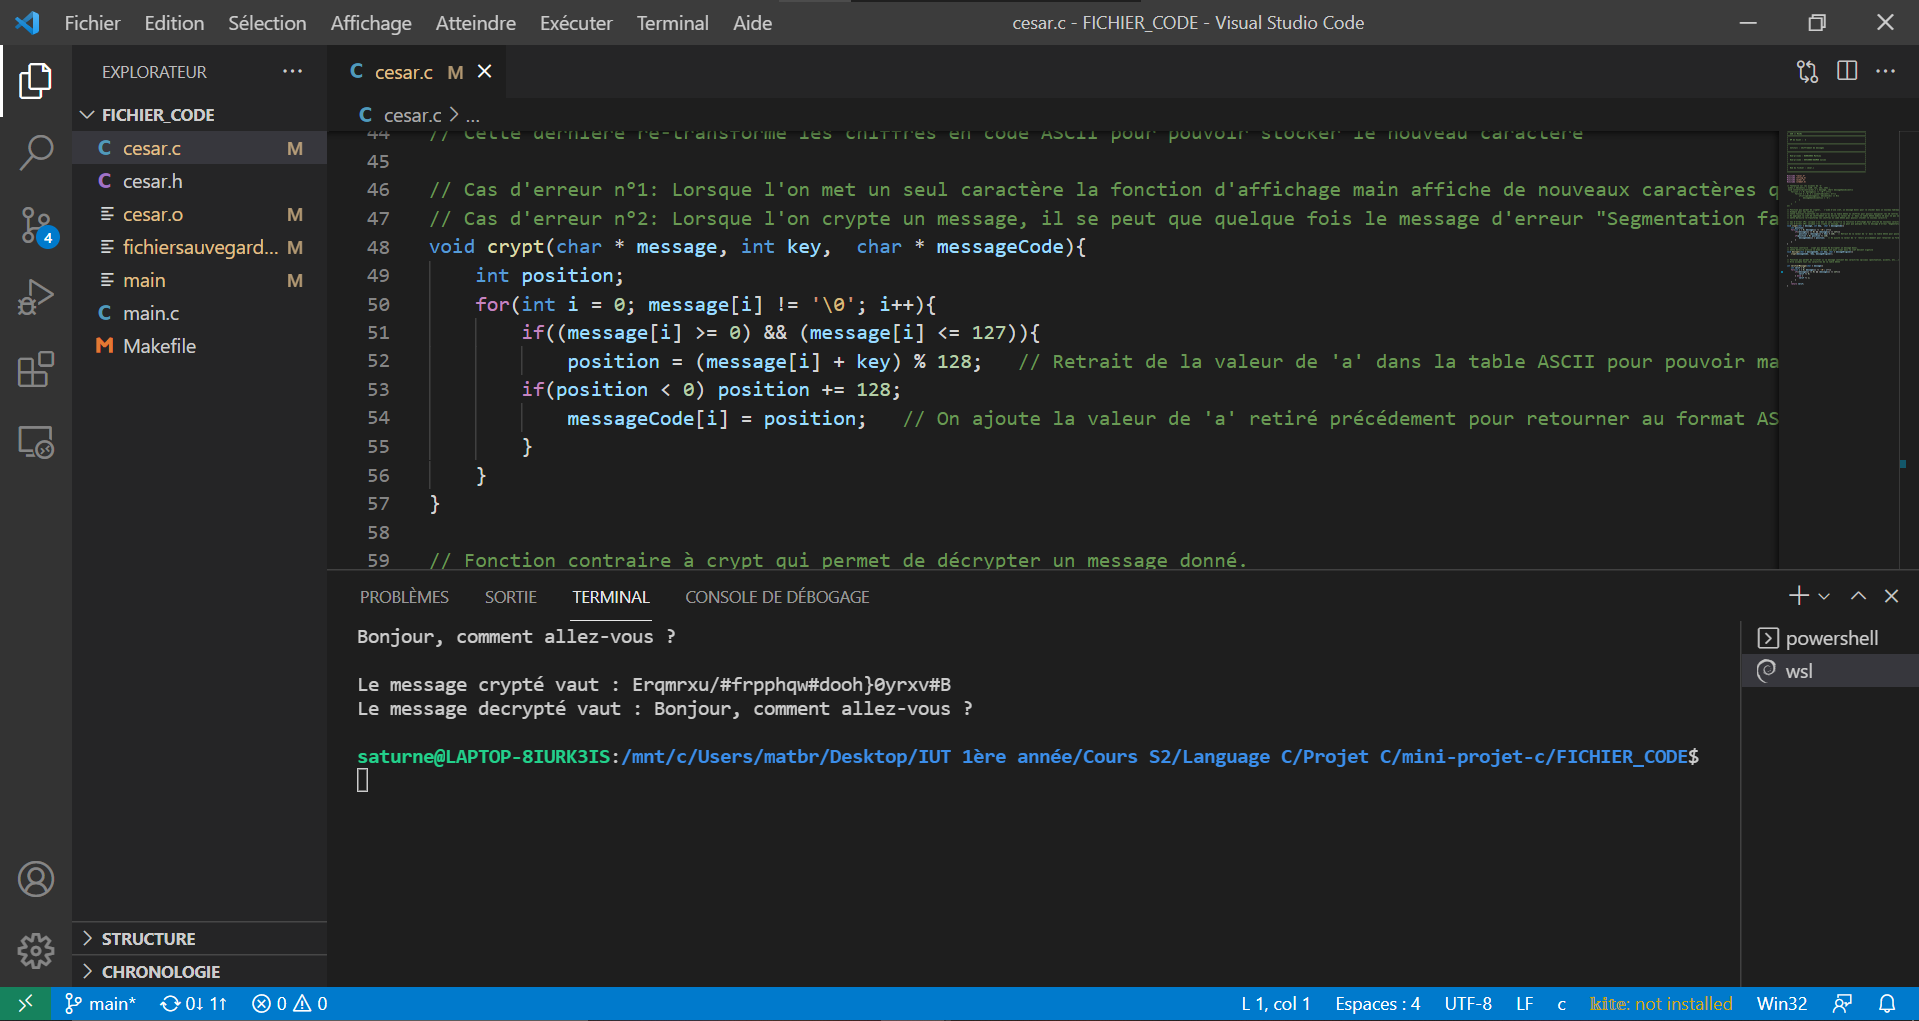 Fichier Edition Sélection Affichage Atteindre Exécuter Terminal Aide
cesar.c - FICHIER_CODE - Visual Studio Code
EXPLORATEUR
FICHIER_CODE
cesar.c M
cesar.h
cesar.o M
fichiersauvegard... M
main M
main.c
Makefile
4
STRUCTURE
CHRONOLOGIE
cesar.c M
cesar.c > ...
44 // Cette dernière re-transforme les chiffres en code ASCII pour pouvoir stocker le nouveau caractère
45
46 // Cas d'erreur n°1: Lorsque l'on met un seul caractère la fonction d'affichage main affiche de nouveaux caractères q
47 // Cas d'erreur n°2: Lorsque l'on crypte un message, il se peut que quelque fois le message d'erreur "Segmentation fa
48 void crypt(char * message, int key,  char * messageCode){
49 int position;
50 for(int i = 0; message[i] != '\0'; i++){
51 if((message[i] >= 0) && (message[i] <= 127)){
52 position = (message[i] + key) % 128;   // Retrait de la valeur de 'a' dans la table ASCII pour pouvoir ma
53 if(position < 0) position += 128;
54 messageCode[i] = position;   // On ajoute la valeur de 'a' retiré précédement pour retourner au format AS
55 }
56 }
57 }
58
59 // Fonction contraire à crypt qui permet de décrypter un message donné.
PROBLÈMES SORTIE TERMINAL CONSOLE DE DÉBOGAGE
Bonjour, comment allez-vous ?
Le message crypté vaut : Erqmrxu/#frpphqw#dooh}0yrxv#B
Le message decrypté vaut : Bonjour, comment allez-vous ?
saturne@LAPTOP-8IURK3IS:/mnt/c/Users/matbr/Desktop/IUT 1ère année/Cours S2/Language C/Projet C/mini-projet-c/FICHIER_CODE$
powershell
wsl
main* 0↓ 1↑ 0 0
L 1, col 1 Espaces : 4 UTF-8 LF c kite: not installed Win32